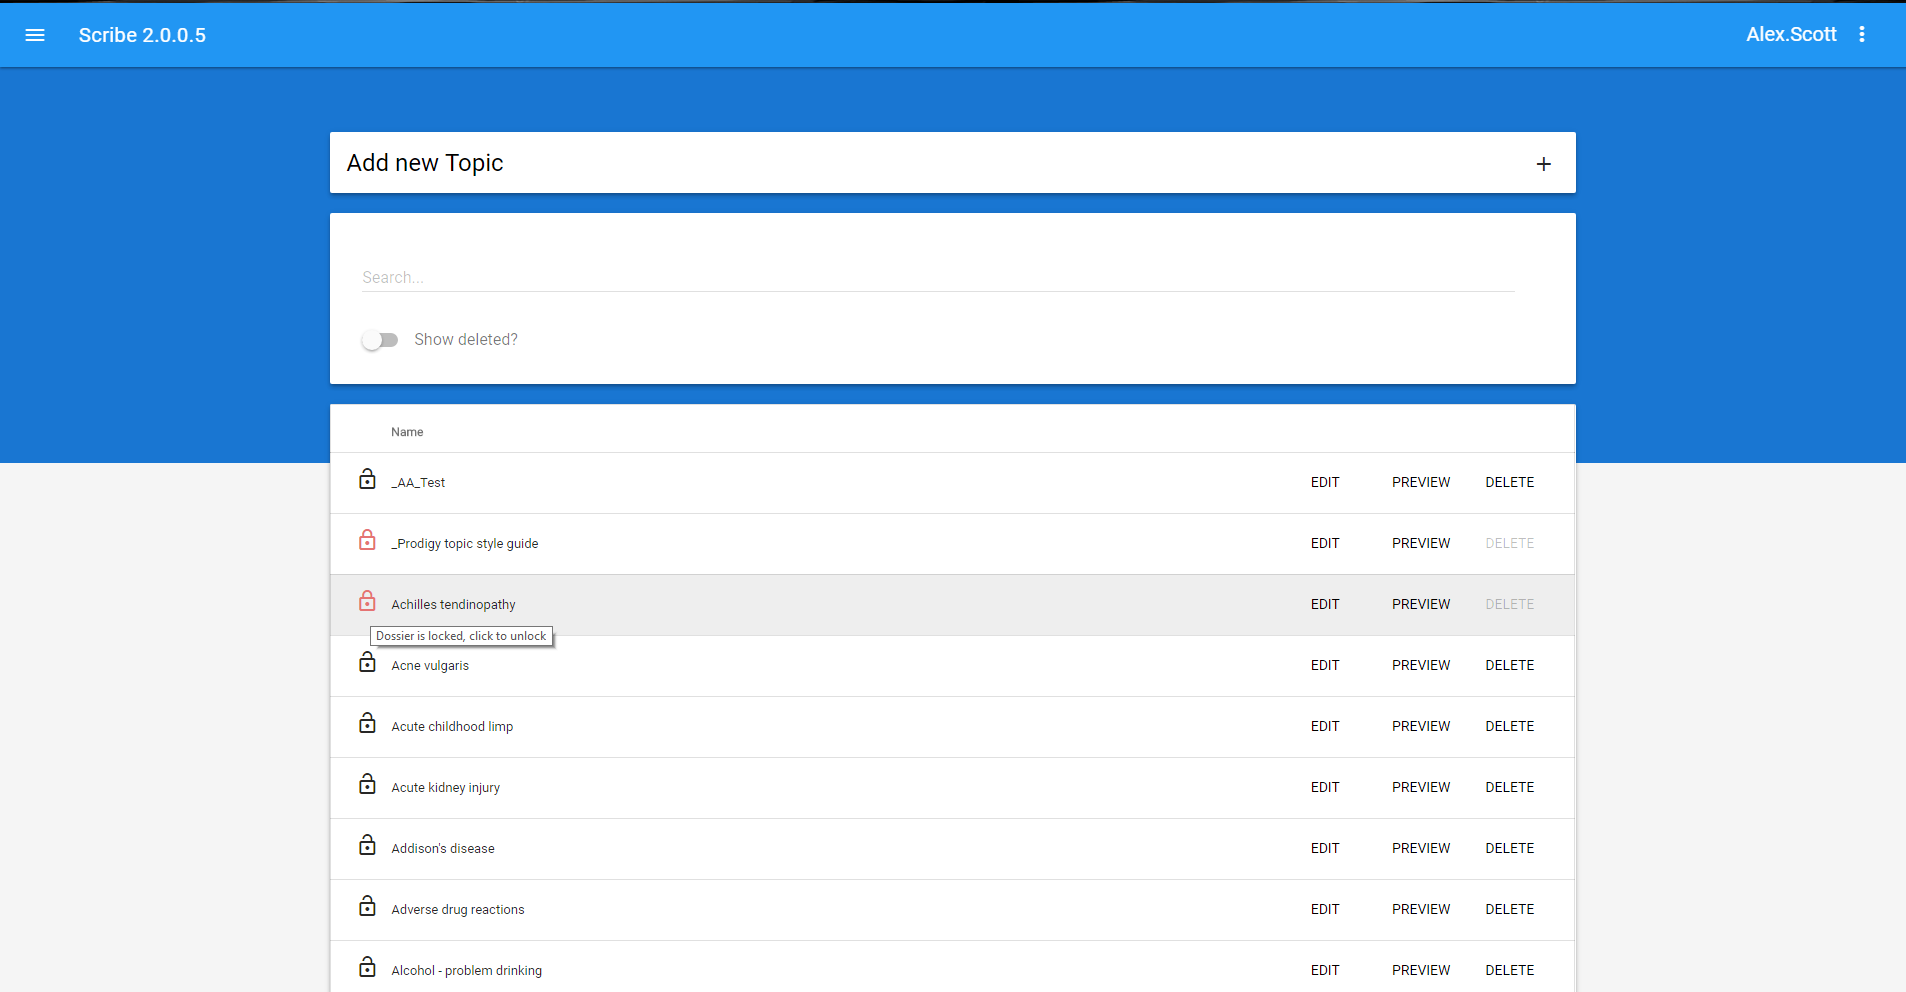 Scribe 2.0.0.5
Alex.Scott
Add new Topic
Search...
Show deleted?
Name
_AA_Test EDIT PREVIEW DELETE
_Prodigy topic style guide EDIT PREVIEW DELETE
Achilles tendinopathy EDIT PREVIEW DELETE
Dossier is locked, click to unlock
Acne vulgaris EDIT PREVIEW DELETE
Acute childhood limp EDIT PREVIEW DELETE
Acute kidney injury EDIT PREVIEW DELETE
Addison's disease EDIT PREVIEW DELETE
Adverse drug reactions EDIT PREVIEW DELETE
Alcohol - problem drinking EDIT PREVIEW DELETE